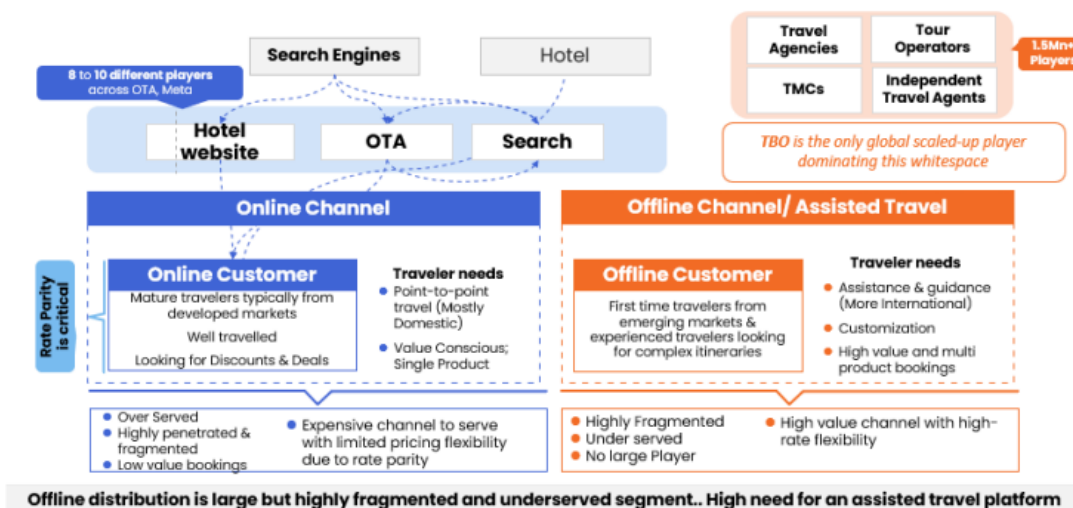 Search Engines
Hotel
8 to 10 different players
across OTA, Meta
Hotel
website
OTA
Search
Travel
Agencies
Tour
Operators
TMCs
Independent
Travel Agents
1.5Mn+
Players
TBO is the only global scaled-up player
dominating this whitespace
Online Channel
Rate Parity
is critical
Online Customer
Mature travelers typically from
developed markets
Well travelled
Looking for Discounts & Deals
Traveler needs
Point-to-point
travel (Mostly
Domestic)
Value Conscious;
Single Product
Over Served
Highly penetrated &
fragmented
Low value bookings
Expensive channel to serve
with limited pricing flexibility
due to rate parity
Offline Channel/ Assisted Travel
Offline Customer
First time travelers from
emerging markets &
experienced travelers looking
for complex itineraries
Traveler needs
Assistance & guidance
(More International)
Customization
High value and multi
product bookings
Highly Fragmented
Under served
No large Player
High value channel with high-
rate flexibility
Offline distribution is large but highly fragmented and underserved segment.. High need for an assisted travel platform